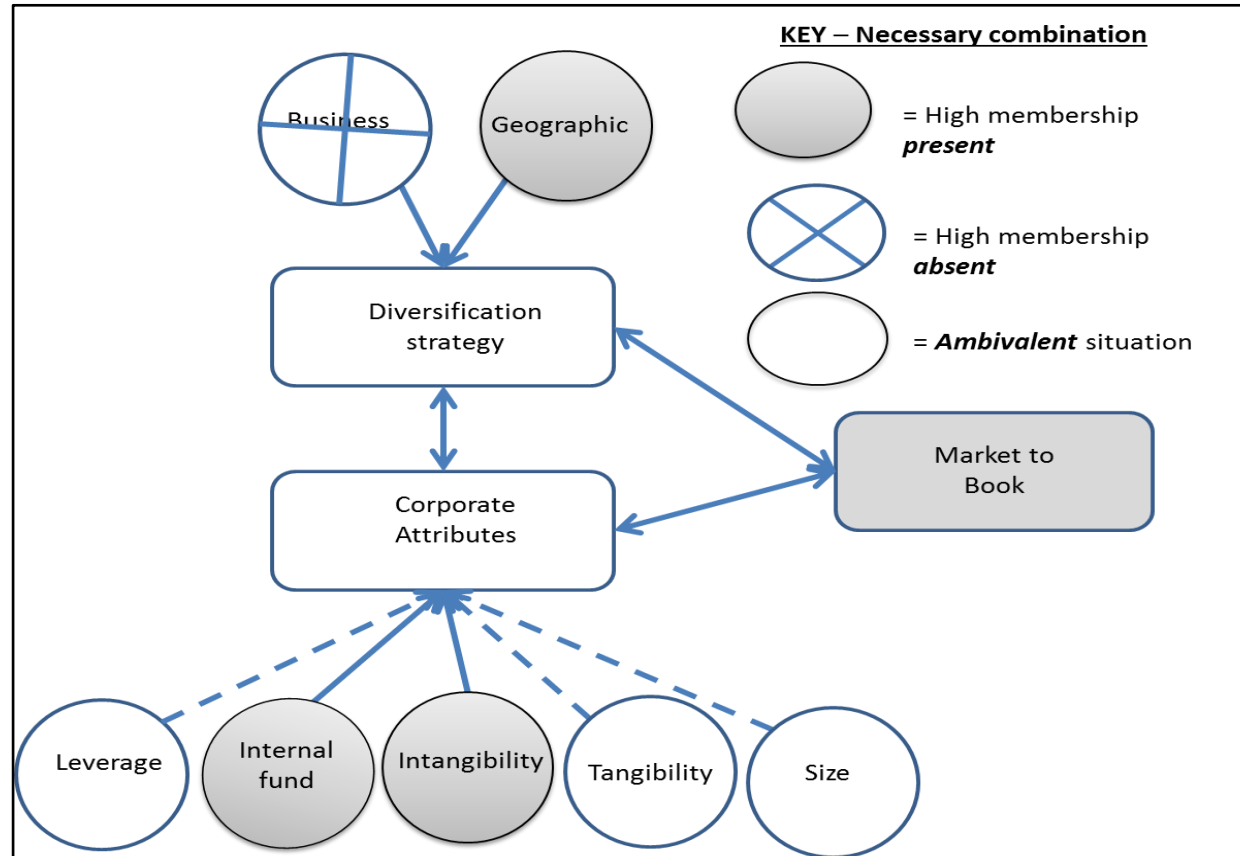 KEY – Necessary combination
Business
Geographic
= High membership
present
= High membership
absent
= Ambivalent situation
Diversification
strategy
Market to
Book
Corporate
Attributes
Leverage
Internal
fund
Intangibility
Tangibility
Size